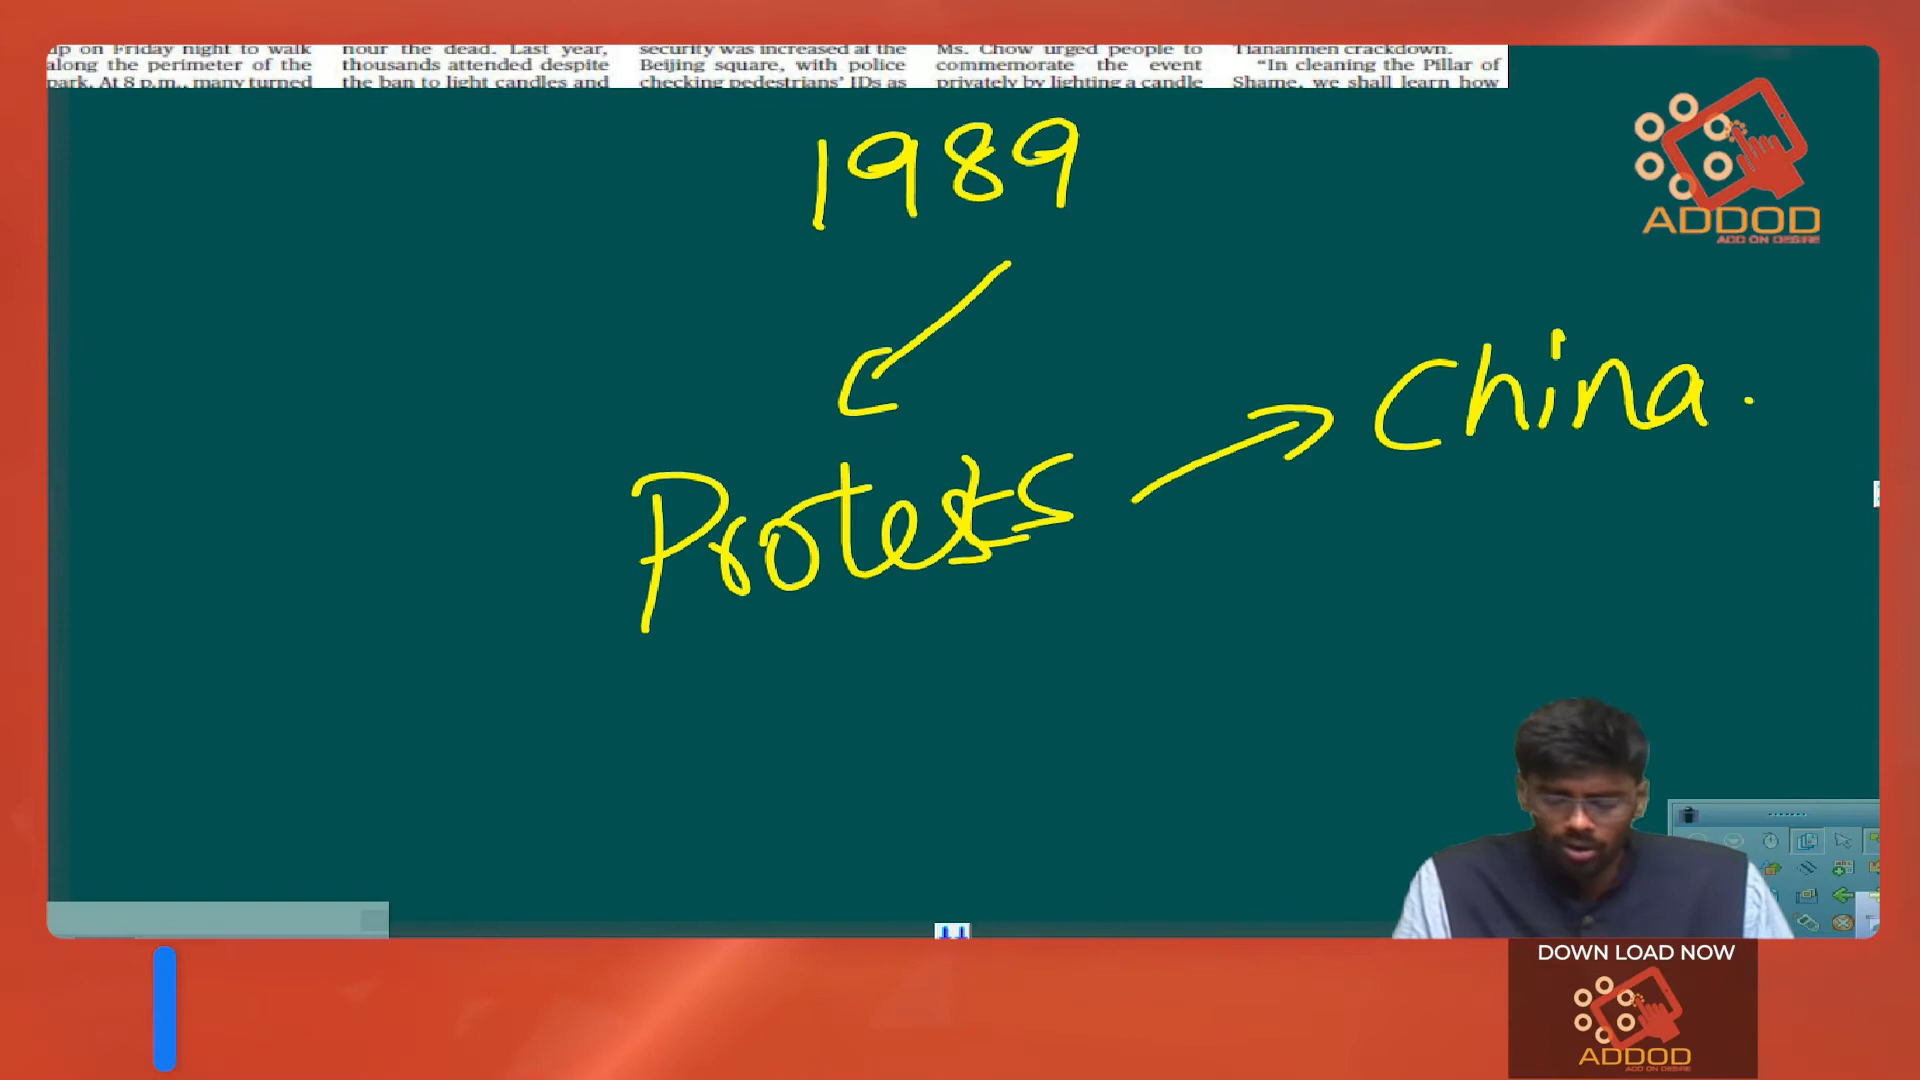 up on Friday night to walk
along the perimeter of the
park. At 8 p.m., many turned
nour the dead. Last year,
thousands attended despite
the ban to light candles and
security was increased at the
Beijing square, with police
checking pedestrians' IDs as
Ms. Chow urged people to
commemorate the event
privately by lighting a candle
Tiananmen crackdown.
"In cleaning the Pillar of
Shame, we shall learn how
ADDOD
ADD ON DESIRE
1989
China.
Protests
DOWN LOAD NOW
ADDOD
ADD ON DESIRE